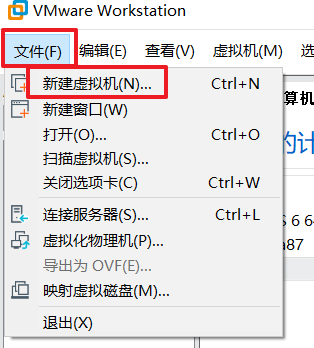 VMware Workstation
文件(F) 编辑(E) 查看(V) 虚拟机(M)
新建虚拟机(N)... Ctrl+N
新建窗口(W)
打开(O)... Ctrl+O
扫描虚拟机(S)...
关闭选项卡(C) Ctrl+W
连接服务器(S)... Ctrl+L
虚拟化物理机(P)...
导出为 OVF(E)...
映射虚拟磁盘(M)...
退出(X)
算机
的计
S 6 6
a87